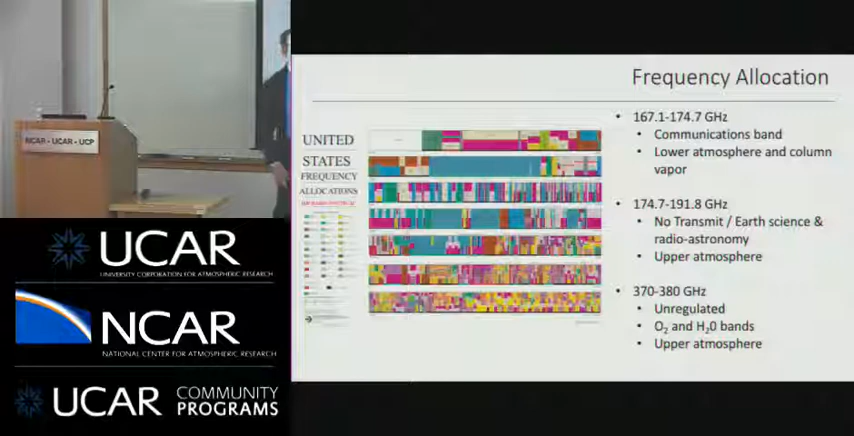 NCAR - UCAR - UCP
UCAR
UNIVERSITY CORPORATION FOR ATMOSPHERIC RESEARCH
NCAR
NATIONAL CENTER FOR ATMOSPHERIC RESEARCH
UCAR COMMUNITY
PROGRAMS
Frequency Allocation
UNITED
STATES
FREQUENCY
ALLOCATIONS
• 167.1-174.7 GHz
• Communications band
• Lower atmosphere and column
vapor
• 174.7-191.8 GHz
• No Transmit / Earth science &
radio-astronomy
• Upper atmosphere
• 370-380 GHz
• Unregulated
• O₂ and H₂0 bands
• Upper atmosphere